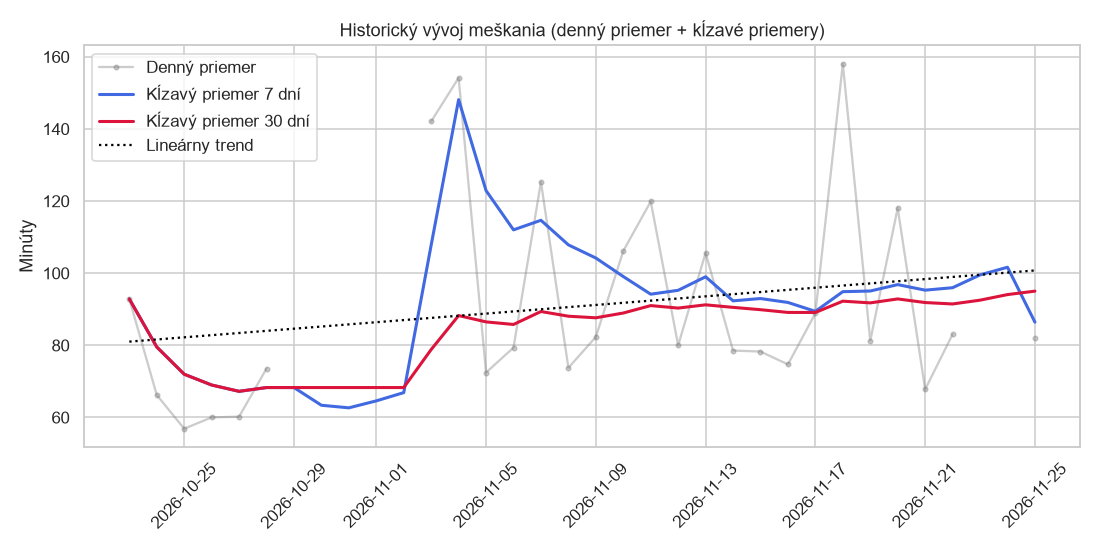 Historický vývoj meškania (denný priemer + kĺzavé priemery)
Denný priemer
Kĺzavý priemer 7 dní
Kĺzavý priemer 30 dní
Lineárny trend
Minúty
160
140
120
100
80
60
2026-10-25
2026-10-29
2026-11-01
2026-11-05
2026-11-09
2026-11-13
2026-11-17
2026-11-21
2026-11-25